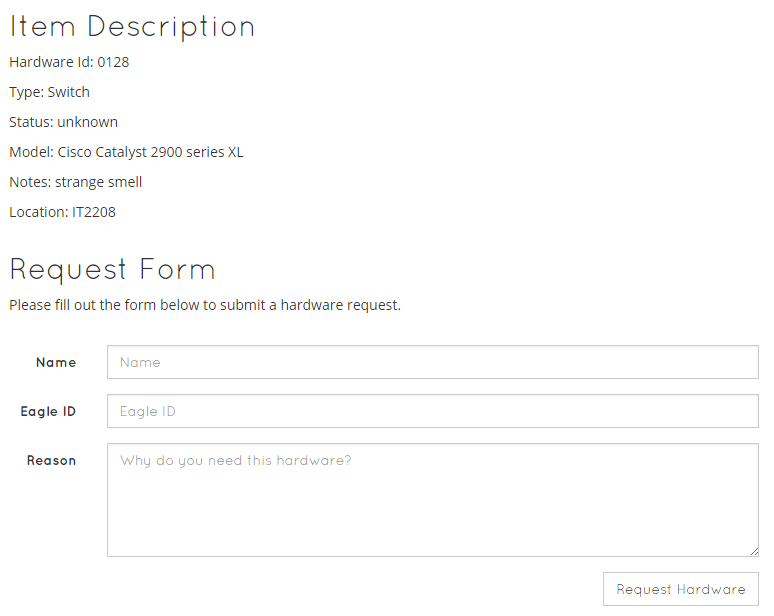 Item Description
Hardware Id: 0128
Type: Switch
Status: unknown
Model: Cisco Catalyst 2900 series XL
Notes: strange smell
Location: IT2208
Request Form
Please fill out the form below to submit a hardware request.
Name Name
Eagle ID Eagle ID
Reason Why do you need this hardware?
Request Hardware